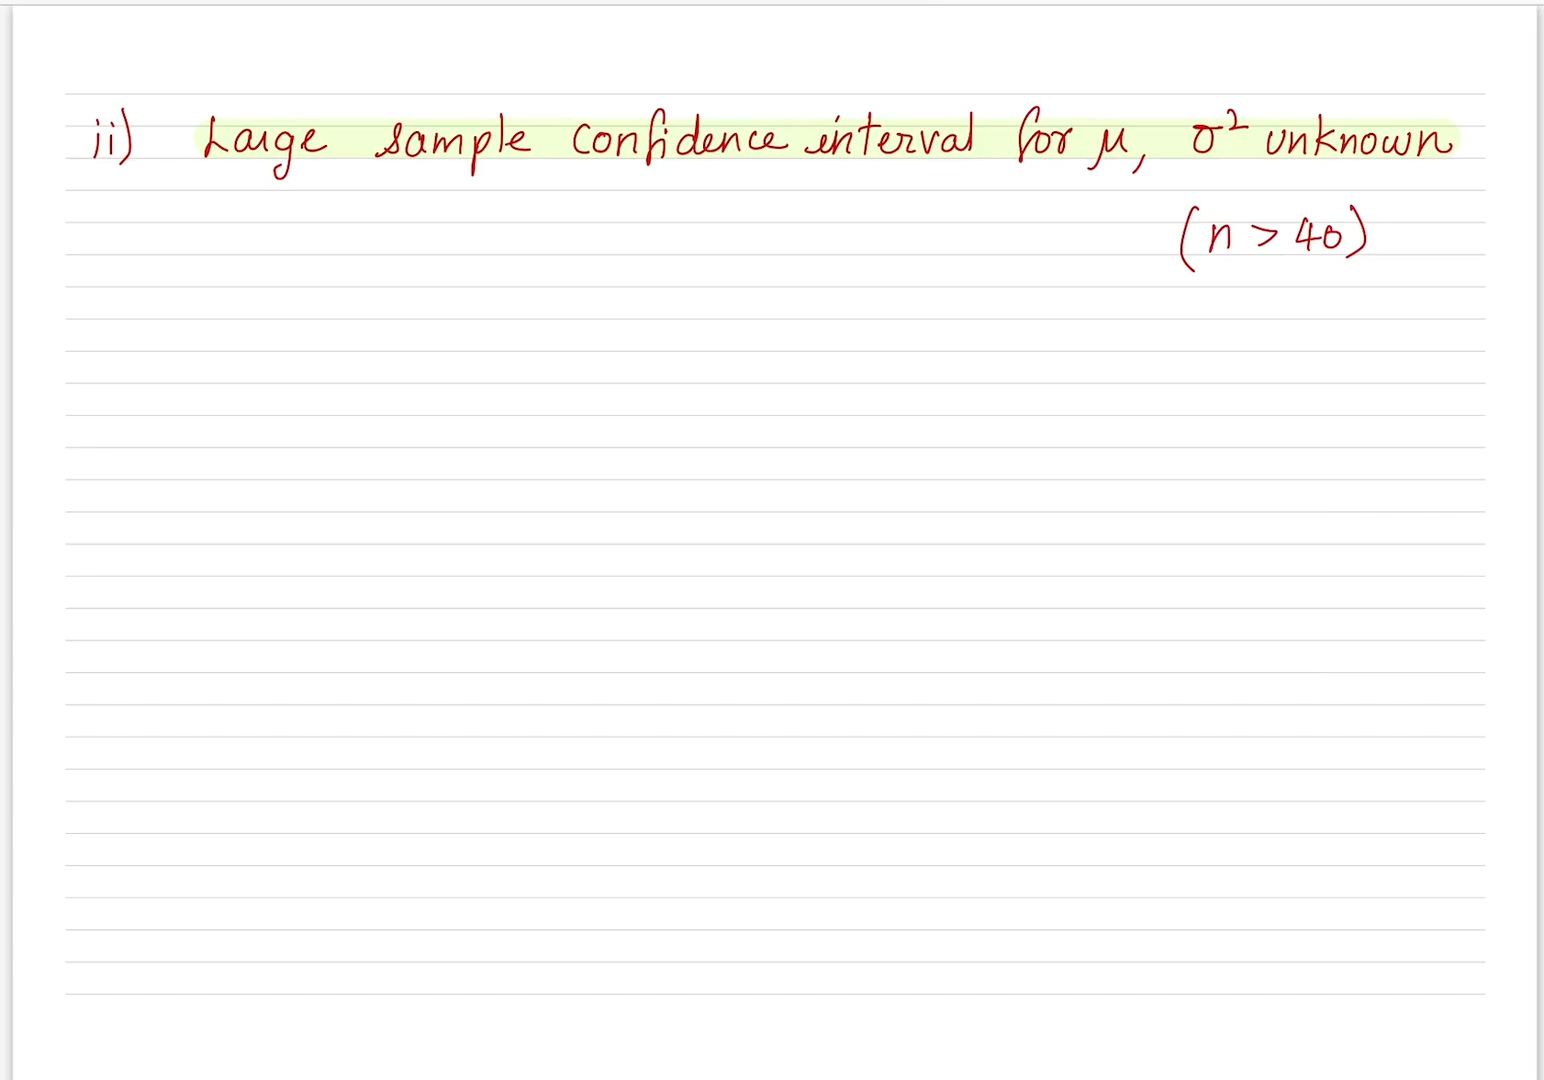 ii) Large sample confidence interval for μ, σ² unknown
(n > 40)